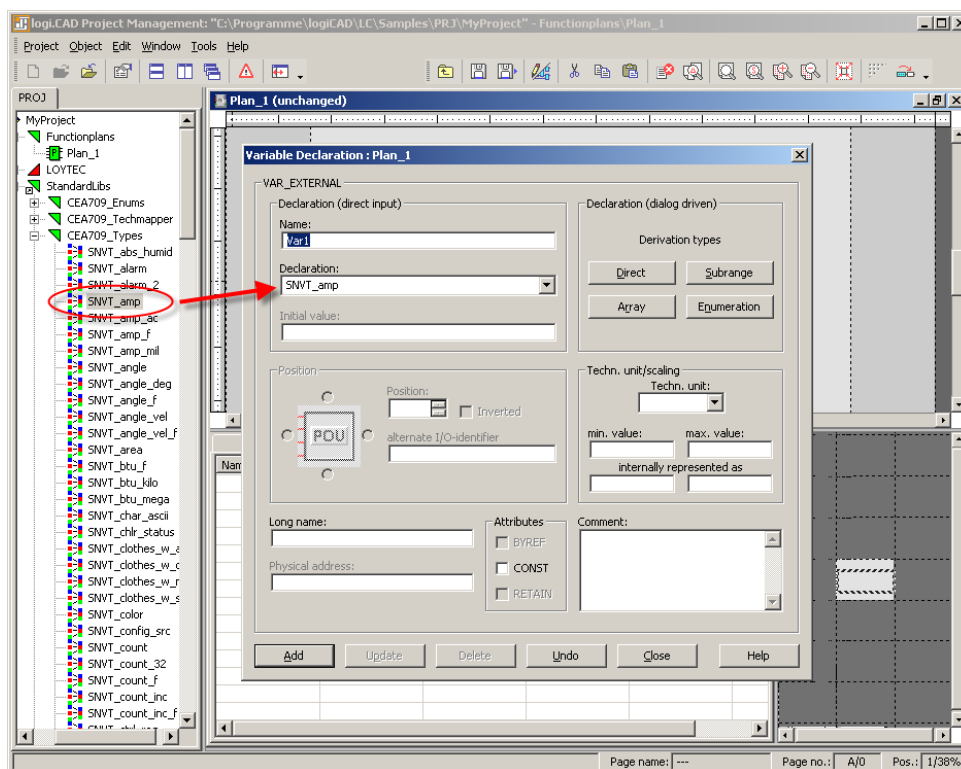 logi.CAD Project Management: "C:\Programme\logiCAD\LC\Samples\PRJ\MyProject" - Functionplans\Plan_1
Project Object Edit Window Tools Help
PROJ
MyProject
Functionplans
Plan_1
LOYTEC
StandardLibs
CEA709_Enums
CEA709_Techmapper
CEA709_Types
SNVT_abs_humid
SNVT_alarm
SNVT_alarm_2
SNVT_amp
SNVT_amp_ac
SNVT_amp_f
SNVT_amp_mil
SNVT_angle
SNVT_angle_deg
SNVT_angle_f
SNVT_angle_vel
SNVT_angle_vel_f
SNVT_area
SNVT_btu_f
SNVT_btu_kilo
SNVT_btu_mega
SNVT_char_ascii
SNVT_chlr_status
SNVT_clothes_w_
SNVT_clothes_w_
SNVT_clothes_w_
SNVT_clothes_w_
SNVT_color
SNVT_config_src
SNVT_count
SNVT_count_32
SNVT_count_f
SNVT_count_inc
SNVT_count_inc_f
Plan_1 (unchanged)
Variable Declaration : Plan_1
VAR_EXTERNAL
Declaration (direct input)
Name:
Var1
Declaration:
SNVT_amp
Initial value:
Declaration (dialog driven)
Derivation types
Direct Subrange
Array Enumeration
Position
Position:
Inverted
POU
alternate I/O-identifier
Techn. unit/scaling
Techn. unit:
min. value: max. value:
internally represented as
Long name:
Physical address:
Attributes
BYREF
CONST
RETAIN
Comment:
Add Update Delete Undo Close Help
Nam
Page name: --- Page no.: A/0 Pos.: 1/38%